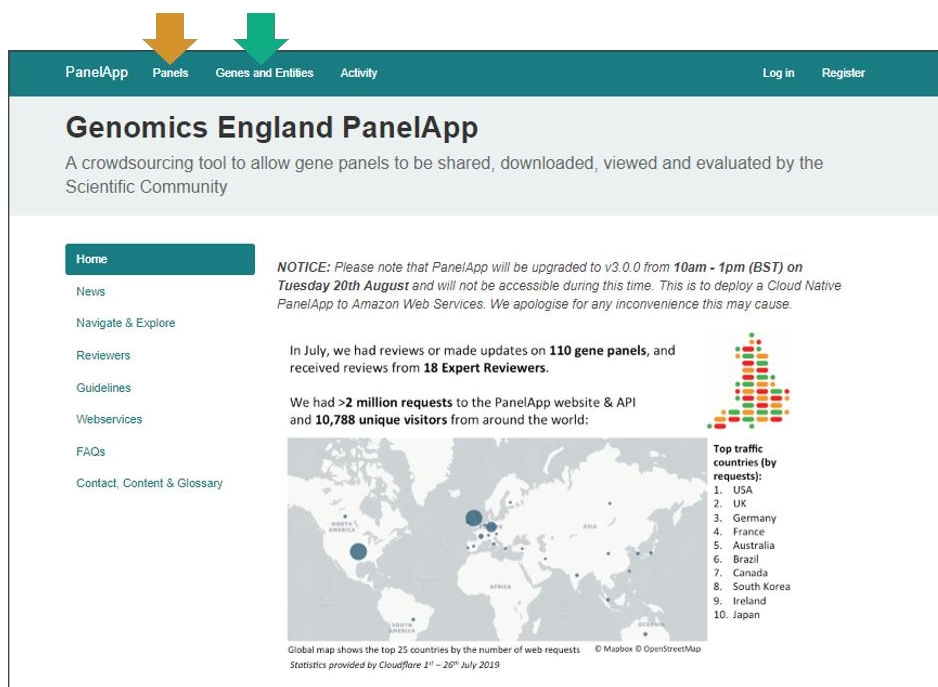 PanelApp Panels Genes and Entities Activity Log in Register
Genomics England PanelApp
A crowdsourcing tool to allow gene panels to be shared, downloaded, viewed and evaluated by the
Scientific Community
Home
News
Navigate & Explore
Reviewers
Guidelines
Webservices
FAQs
Contact, Content & Glossary
NOTICE: Please note that PanelApp will be upgraded to v3.0.0 from 10am - 1pm (BST) on
Tuesday 20th August and will not be accessible during this time. This is to deploy a Cloud Native
PanelApp to Amazon Web Services. We apologise for any inconvenience this may cause.
In July, we had reviews or made updates on 110 gene panels, and
received reviews from 18 Expert Reviewers.
We had >2 million requests to the PanelApp website & API
and 10,788 unique visitors from around the world:
NORTH
AMERICA
ASIA
AFRICA
SOUTH
AMERICA
OCEANIA
Top traffic
countries (by
requests):
1. USA
2. UK
3. Germany
4. France
5. Australia
6. Brazil
7. Canada
8. South Korea
9. Ireland
10. Japan
Global map shows the top 25 countries by the number of web requests © Mapbox © OpenStreetMap
Statistics provided by Cloudflare 1st – 26th July 2019